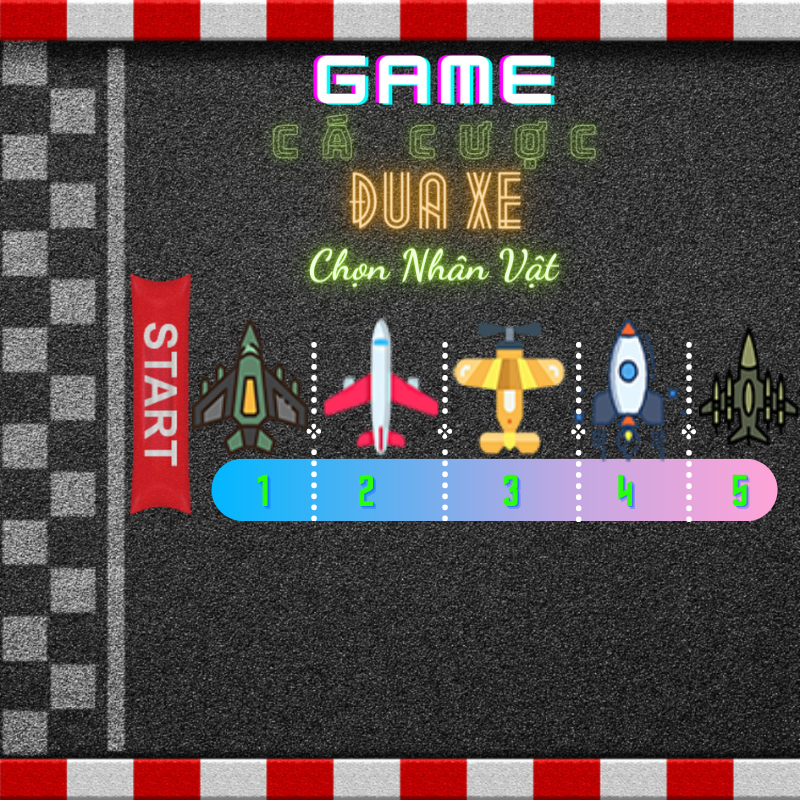 GAME
CÁ CƯỢC
ĐUA XE
Chọn Nhân Vật
START
1 2 3 4 5